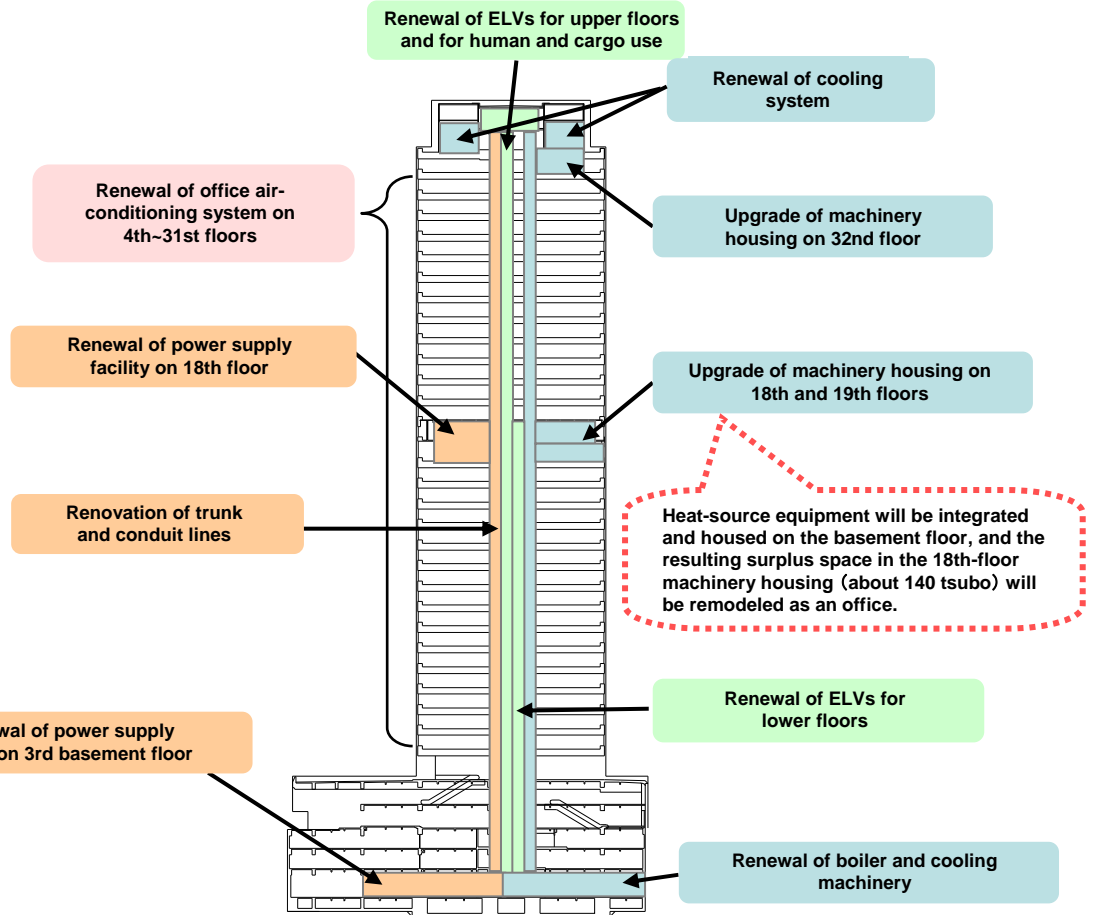 Renewal of ELVs for upper floors
and for human and cargo use
Renewal of cooling
system
Renewal of office air-
conditioning system on
4th~31st floors
Upgrade of machinery
housing on 32nd floor
Renewal of power supply
facility on 18th floor
Upgrade of machinery housing on
18th and 19th floors
Renovation of trunk
and conduit lines
Heat-source equipment will be integrated
and housed on the basement floor, and the
resulting surplus space in the 18th-floor
machinery housing (about 140 tsubo) will
be remodeled as an office.
Renewal of ELVs for
lower floors
wal of power supply
on 3rd basement floor
Renewal of boiler and cooling
machinery